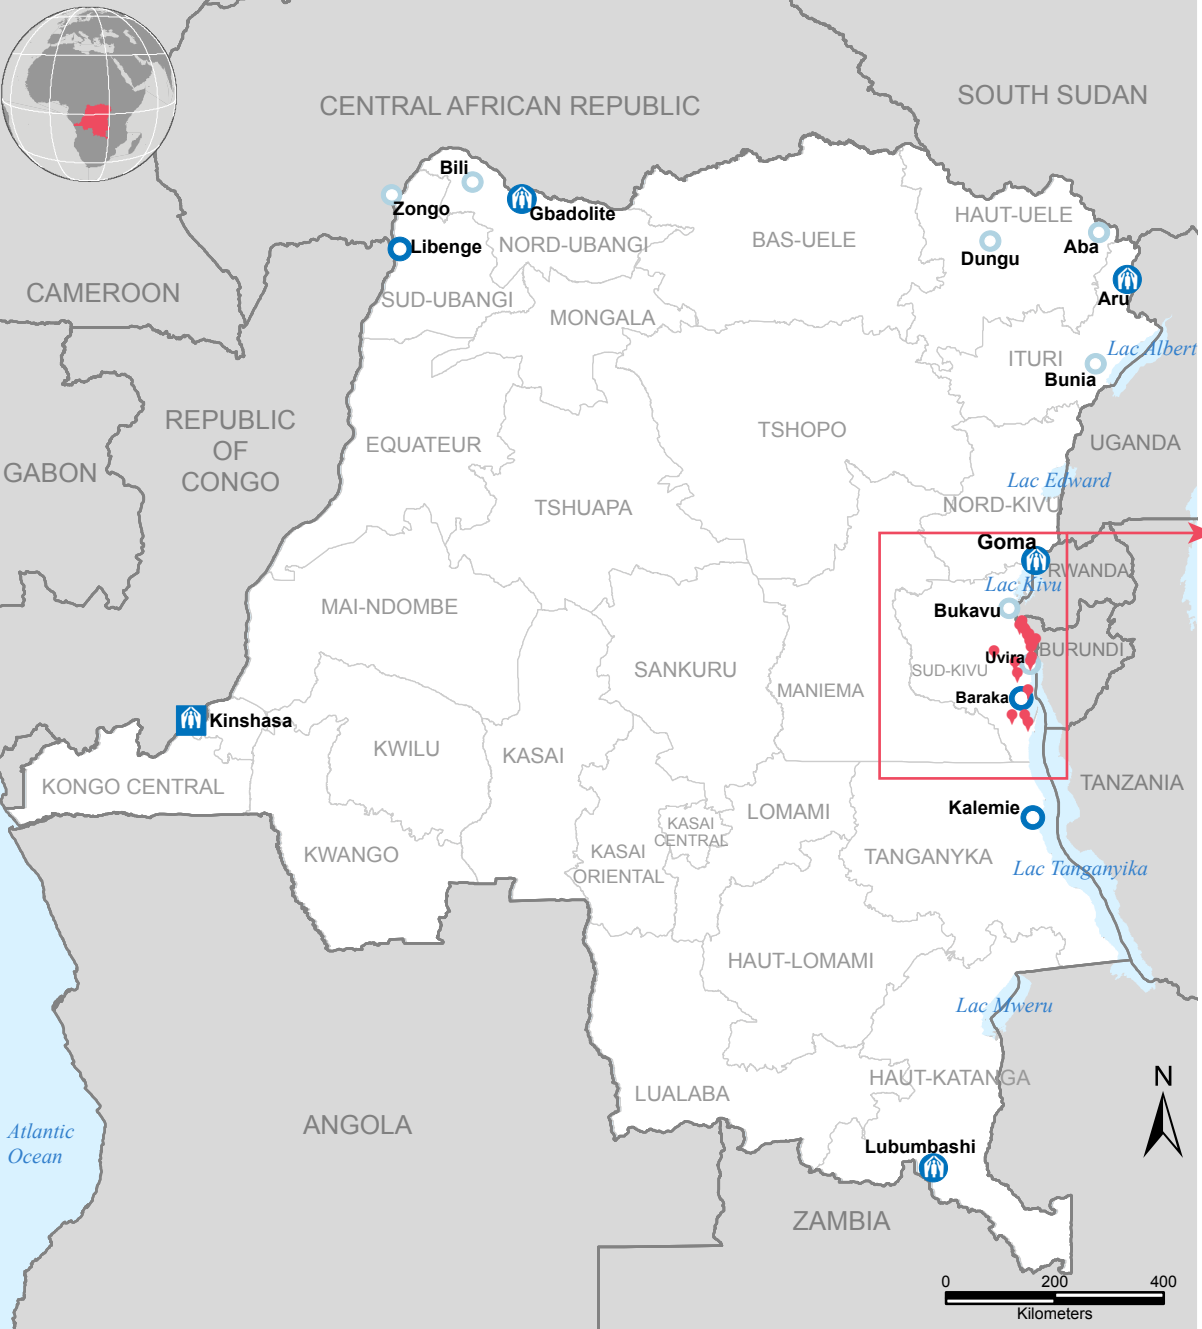 CENTRAL AFRICAN REPUBLIC
SOUTH SUDAN
Bili
Zongo
Gbadolite
HAUT-UELE
Libenge
NORD-UBANGI
BAS-UELE
Aba
Dungu
CAMEROON
SUD-UBANGI
Aru
MONGALA
ITURI
Lac Albert
Bunia
REPUBLIC
OF
CONGO
EQUATEUR
TSHOPO
UGANDA
GABON
Lac Edward
TSHUAPA
NORD-KIVU
Goma
RWANDA
Lac Kivu
MAI-NDOMBE
Bukavu
BURUNDI
Uvira
SANKURU
SUD-KIVU
MANIEMA
Baraka
Kinshasa
KWILU
KASAI
KONGO CENTRAL
TANZANIA
LOMAMI
Kalemie
KASAI
CENTRAL
KWANGO
KASAI
ORIENTAL
TANGANYKA
Lac Tanganyika
HAUT-LOMAMI
Lac Mweru
HAUT-KATANGA
N
LUALABA
ANGOLA
Atlantic
Ocean
Lubumbashi
ZAMBIA
0 200 400
Kilometers